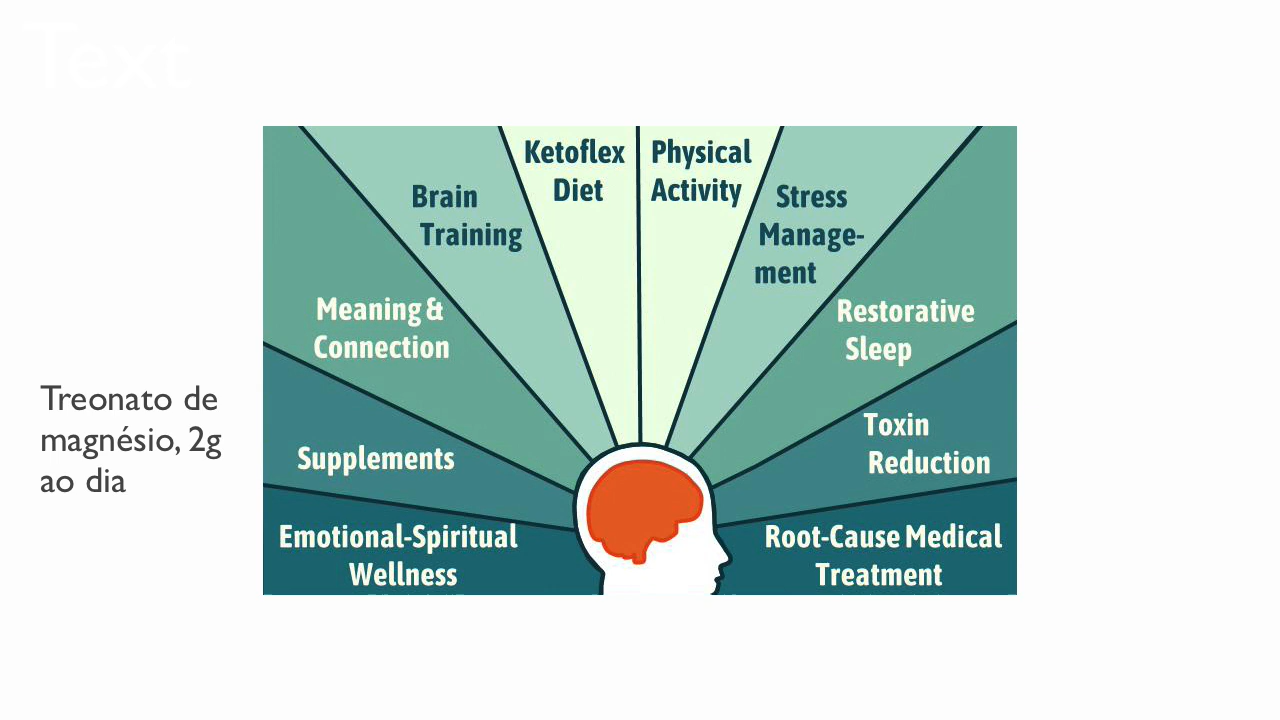 Text
Ketoflex
Diet
Physical
Activity
Brain
Training
Stress
Manage-
ment
Meaning &
Connection
Restorative
Sleep
Treonato de
magnésio, 2g
ao dia
Supplements
Toxin
Reduction
Emotional-Spiritual
Wellness
Root-Cause Medical
Treatment